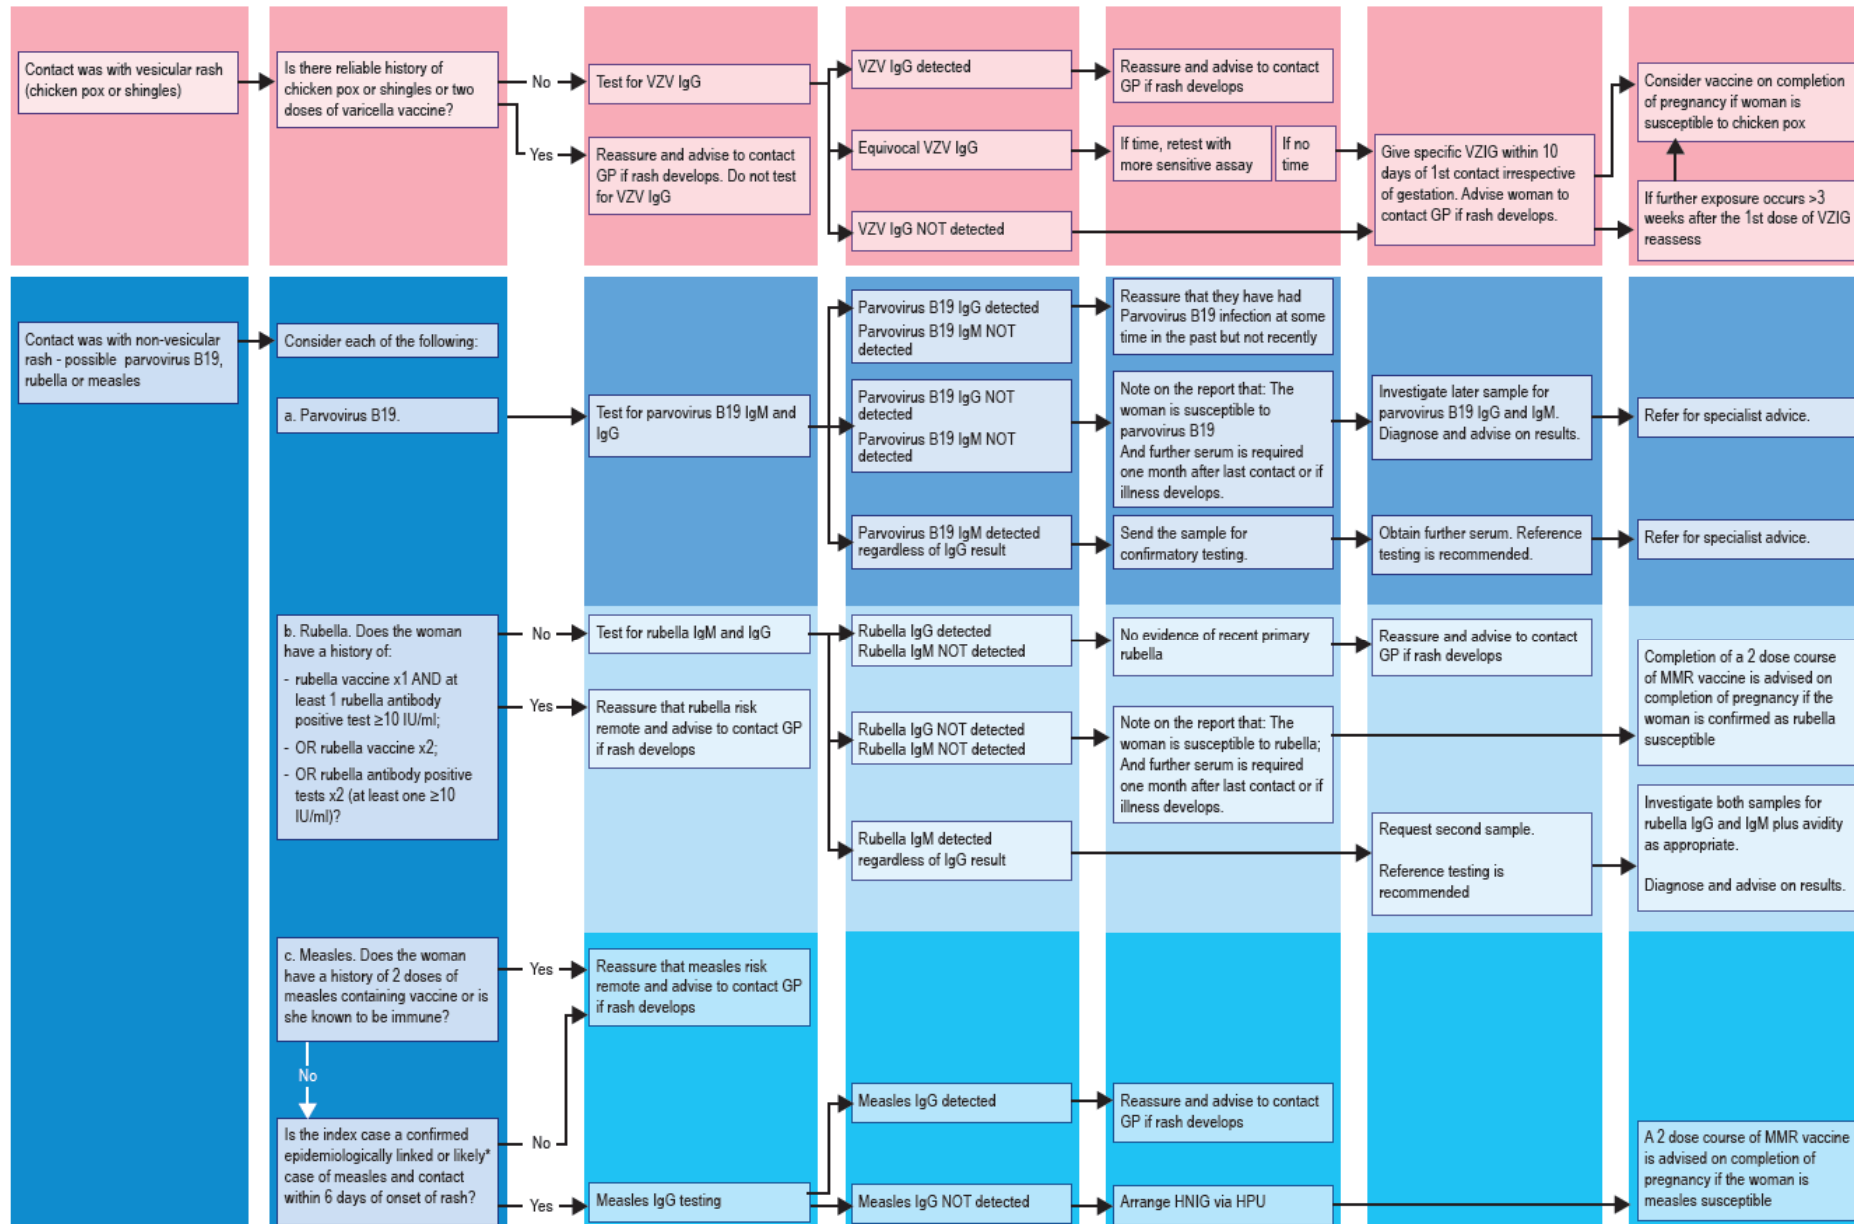 Contact was with vesicular rash
(chicken pox or shingles)
Is there reliable history of
chicken pox or shingles or two
doses of varicella vaccine?
No
Yes
Test for VZV IgG
Reassure and advise to contact
GP if rash develops. Do not test
for VZV IgG
VZV IgG detected
Equivocal VZV IgG
VZV IgG NOT detected
Reassure and advise to contact
GP if rash develops
If time, retest with
more sensitive assay
If no
time
Give specific VZIG within 10
days of 1st contact irrespective
of gestation. Advise woman to
contact GP if rash develops.
Consider vaccine on completion
of pregnancy if woman is
susceptible to chicken pox
If further exposure occurs >3
weeks after the 1st dose of VZIG
reassess
Contact was with non-vesicular
rash - possible parvovirus B19,
rubella or measles
Consider each of the following:
a. Parvovirus B19.
Test for parvovirus B19 IgM and
IgG
Parvovirus B19 IgG detected
Parvovirus B19 IgM NOT
detected
Parvovirus B19 IgG NOT
detected
Parvovirus B19 IgM NOT
detected
Parvovirus B19 IgM detected
regardless of IgG result
Reassure that they have had
Parvovirus B19 infection at some
time in the past but not recently
Note on the report that: The
woman is susceptible to
parvovirus B19
And further serum is required
one month after last contact or if
illness develops.
Send the sample for
confirmatory testing.
Investigate later sample for
parvovirus B19 IgG and IgM.
Diagnose and advise on results.
Obtain further serum. Reference
testing is recommended.
Refer for specialist advice.
Refer for specialist advice.
b. Rubella. Does the woman
have a history of:
- rubella vaccine x1 AND at
least 1 rubella antibody
positive test ≥10 IU/ml;
- OR rubella vaccine x2;
- OR rubella antibody positive
tests x2 (at least one ≥10
IU/ml)?
No
Yes
Test for rubella IgM and IgG
Reassure that rubella risk
remote and advise to contact GP
if rash develops
Rubella IgG detected
Rubella IgM NOT detected
Rubella IgG NOT detected
Rubella IgM NOT detected
Rubella IgM detected
regardless of IgG result
No evidence of recent primary
rubella
Note on the report that: The
woman is susceptible to rubella;
And further serum is required
one month after last contact or if
illness develops.
Reassure and advise to contact
GP if rash develops
Request second sample.
Reference testing is
recommended
Completion of a 2 dose course
of MMR vaccine is advised on
completion of pregnancy if the
woman is confirmed as rubella
susceptible
Investigate both samples for
rubella IgG and IgM plus avidity
as appropriate.
Diagnose and advise on results.
c. Measles. Does the woman
have a history of 2 doses of
measles containing vaccine or is
she known to be immune?
Yes
No
Reassure that measles risk
remote and advise to contact GP
if rash develops
Is the index case a confirmed
epidemiologically linked or likely*
case of measles and contact
within 6 days of onset of rash?
No
Yes
Measles IgG testing
Measles IgG detected
Measles IgG NOT detected
Reassure and advise to contact
GP if rash develops
Arrange HNIG via HPU
A 2 dose course of MMR vaccine
is advised on completion of
pregnancy if the woman is
measles susceptible